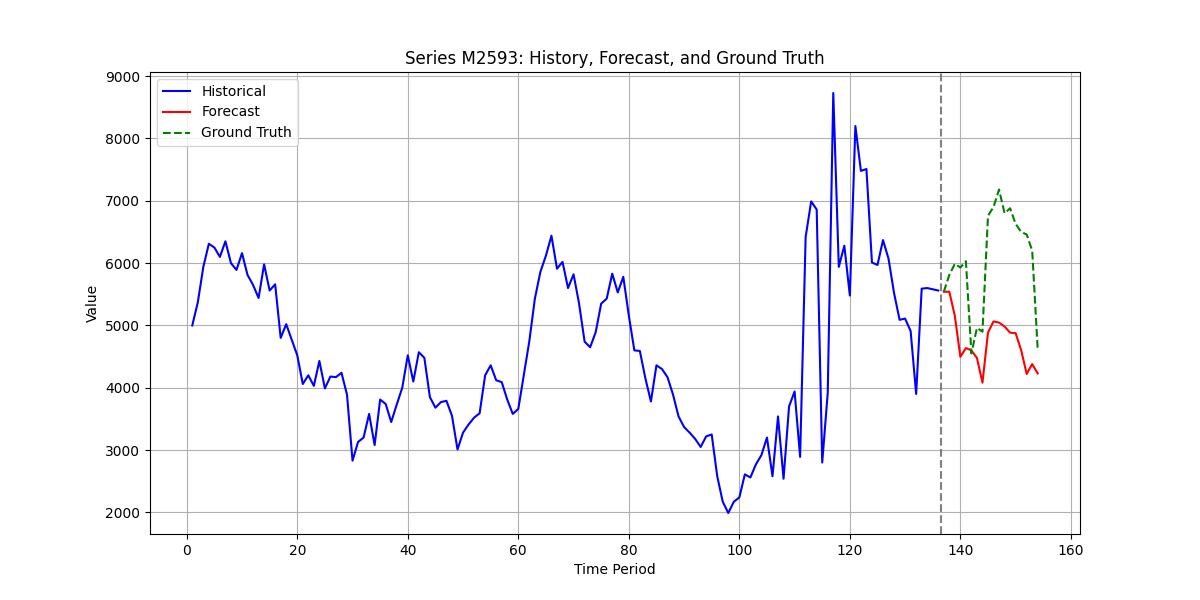 Series M2593: History, Forecast, and Ground Truth
Historical
Forecast
Ground Truth
Value
9000
8000
7000
6000
5000
4000
3000
2000
0 20 40 60 80 100 120 140 160
Time Period